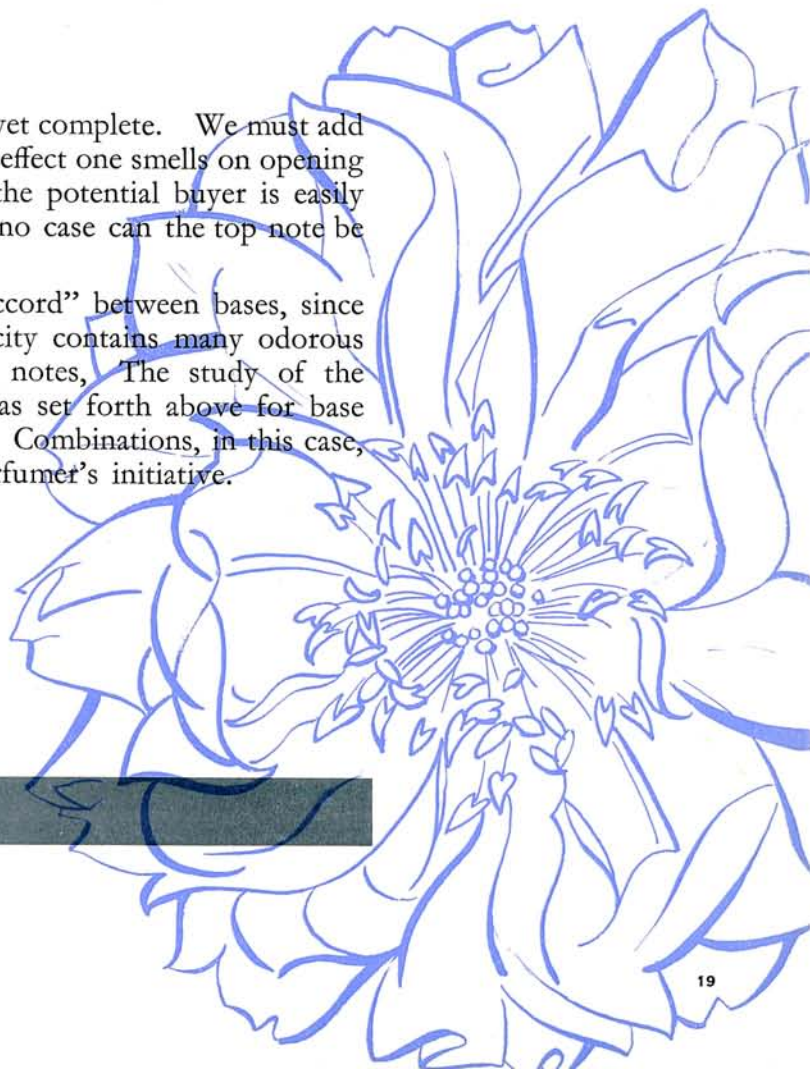 yet complete. We must add
effect one smells on opening
the potential buyer is easily
no case can the top note be
ccord” between bases, since
city contains many odorous
notes, The study of the
as set forth above for base
Combinations, in this case,
rfumer's initiative.
19